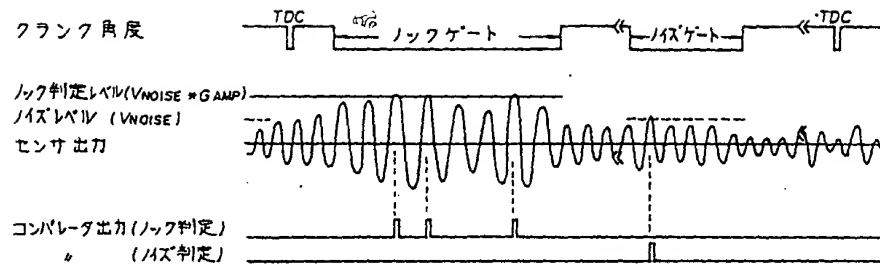 TDC
TDC
クランク角度
ノックゲート
ノイズゲート
ノック判定レベル(VNOISE*GAMP)
ノイズレベル (VNOISE)
センサ出力
コンパレータ出力(ノック判定)
〃 (ノイズ判定)